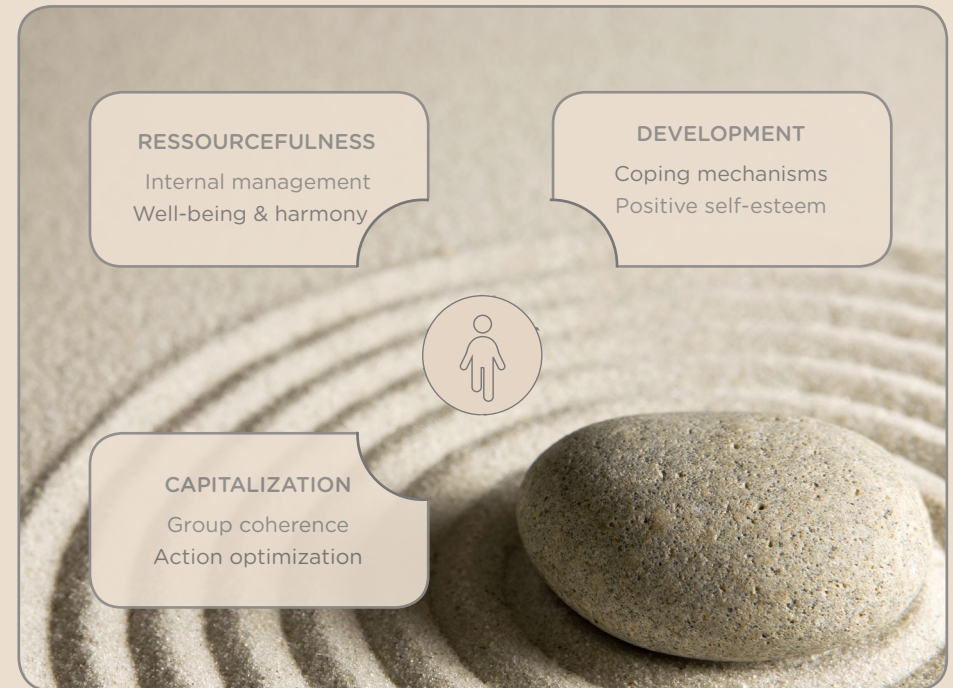 RESSOURCEFULNESS
Internal management
Well-being & harmony
DEVELOPMENT
Coping mechanisms
Positive self-esteem
CAPITALIZATION
Group coherence
Action optimization